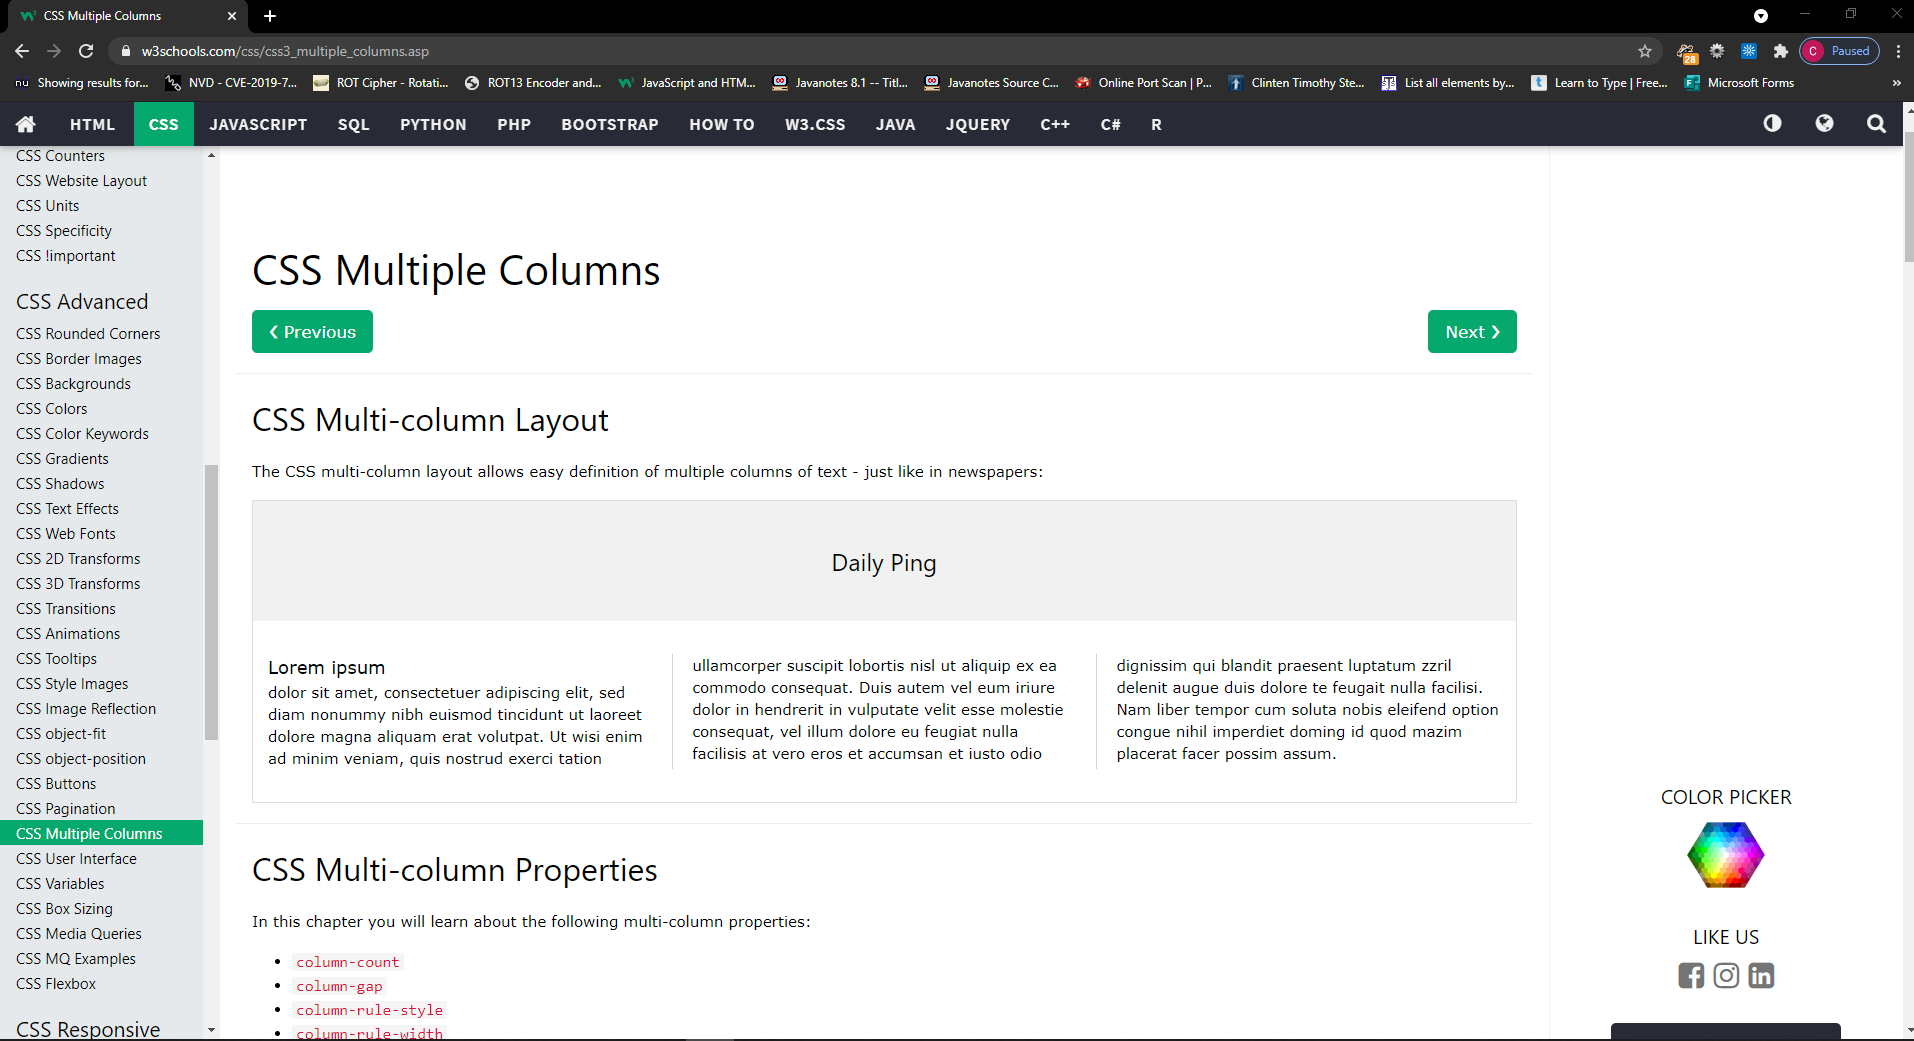 CSS Multiple Columns
w3schools.com/css/css3_multiple_columns.asp
28
C Paused
nu Showing results for...
NVD - CVE-2019-7...
ROT Cipher - Rotati...
ROT13 Encoder and...
JavaScript and HTM...
Javanotes 8.1 -- Titl...
Javanotes Source C...
Online Port Scan | P...
Clinten Timothy Ste...
List all elements by...
Learn to Type | Free...
Microsoft Forms
HTML
CSS
JAVASCRIPT
SQL
PYTHON
PHP
BOOTSTRAP
HOW TO
W3.CSS
JAVA
JQUERY
C++
C#
R
CSS Counters
CSS Website Layout
CSS Units
CSS Specificity
CSS !important
CSS Advanced
CSS Rounded Corners
CSS Border Images
CSS Backgrounds
CSS Colors
CSS Color Keywords
CSS Gradients
CSS Shadows
CSS Text Effects
CSS Web Fonts
CSS 2D Transforms
CSS 3D Transforms
CSS Transitions
CSS Animations
CSS Tooltips
CSS Style Images
CSS Image Reflection
CSS object-fit
CSS object-position
CSS Buttons
CSS Pagination
CSS Multiple Columns
CSS User Interface
CSS Variables
CSS Box Sizing
CSS Media Queries
CSS MQ Examples
CSS Flexbox
CSS Responsive
CSS Multiple Columns
❮ Previous
Next ❯
CSS Multi-column Layout
The CSS multi-column layout allows easy definition of multiple columns of text - just like in newspapers:
Daily Ping
Lorem ipsum
dolor sit amet, consectetuer adipiscing elit, sed
diam nonummy nibh euismod tincidunt ut laoreet
dolore magna aliquam erat volutpat. Ut wisi enim
ad minim veniam, quis nostrud exerci tation
ullamcorper suscipit lobortis nisl ut aliquip ex ea
commodo consequat. Duis autem vel eum iriure
dolor in hendrerit in vulputate velit esse molestie
consequat, vel illum dolore eu feugiat nulla
facilisis at vero eros et accumsan et iusto odio
dignissim qui blandit praesent luptatum zzril
delenit augue duis dolore te feugait nulla facilisi.
Nam liber tempor cum soluta nobis eleifend option
congue nihil imperdiet doming id quod mazim
placerat facer possim assum.
CSS Multi-column Properties
In this chapter you will learn about the following multi-column properties:
column-count
column-gap
column-rule-style
column-rule-width
COLOR PICKER
LIKE US